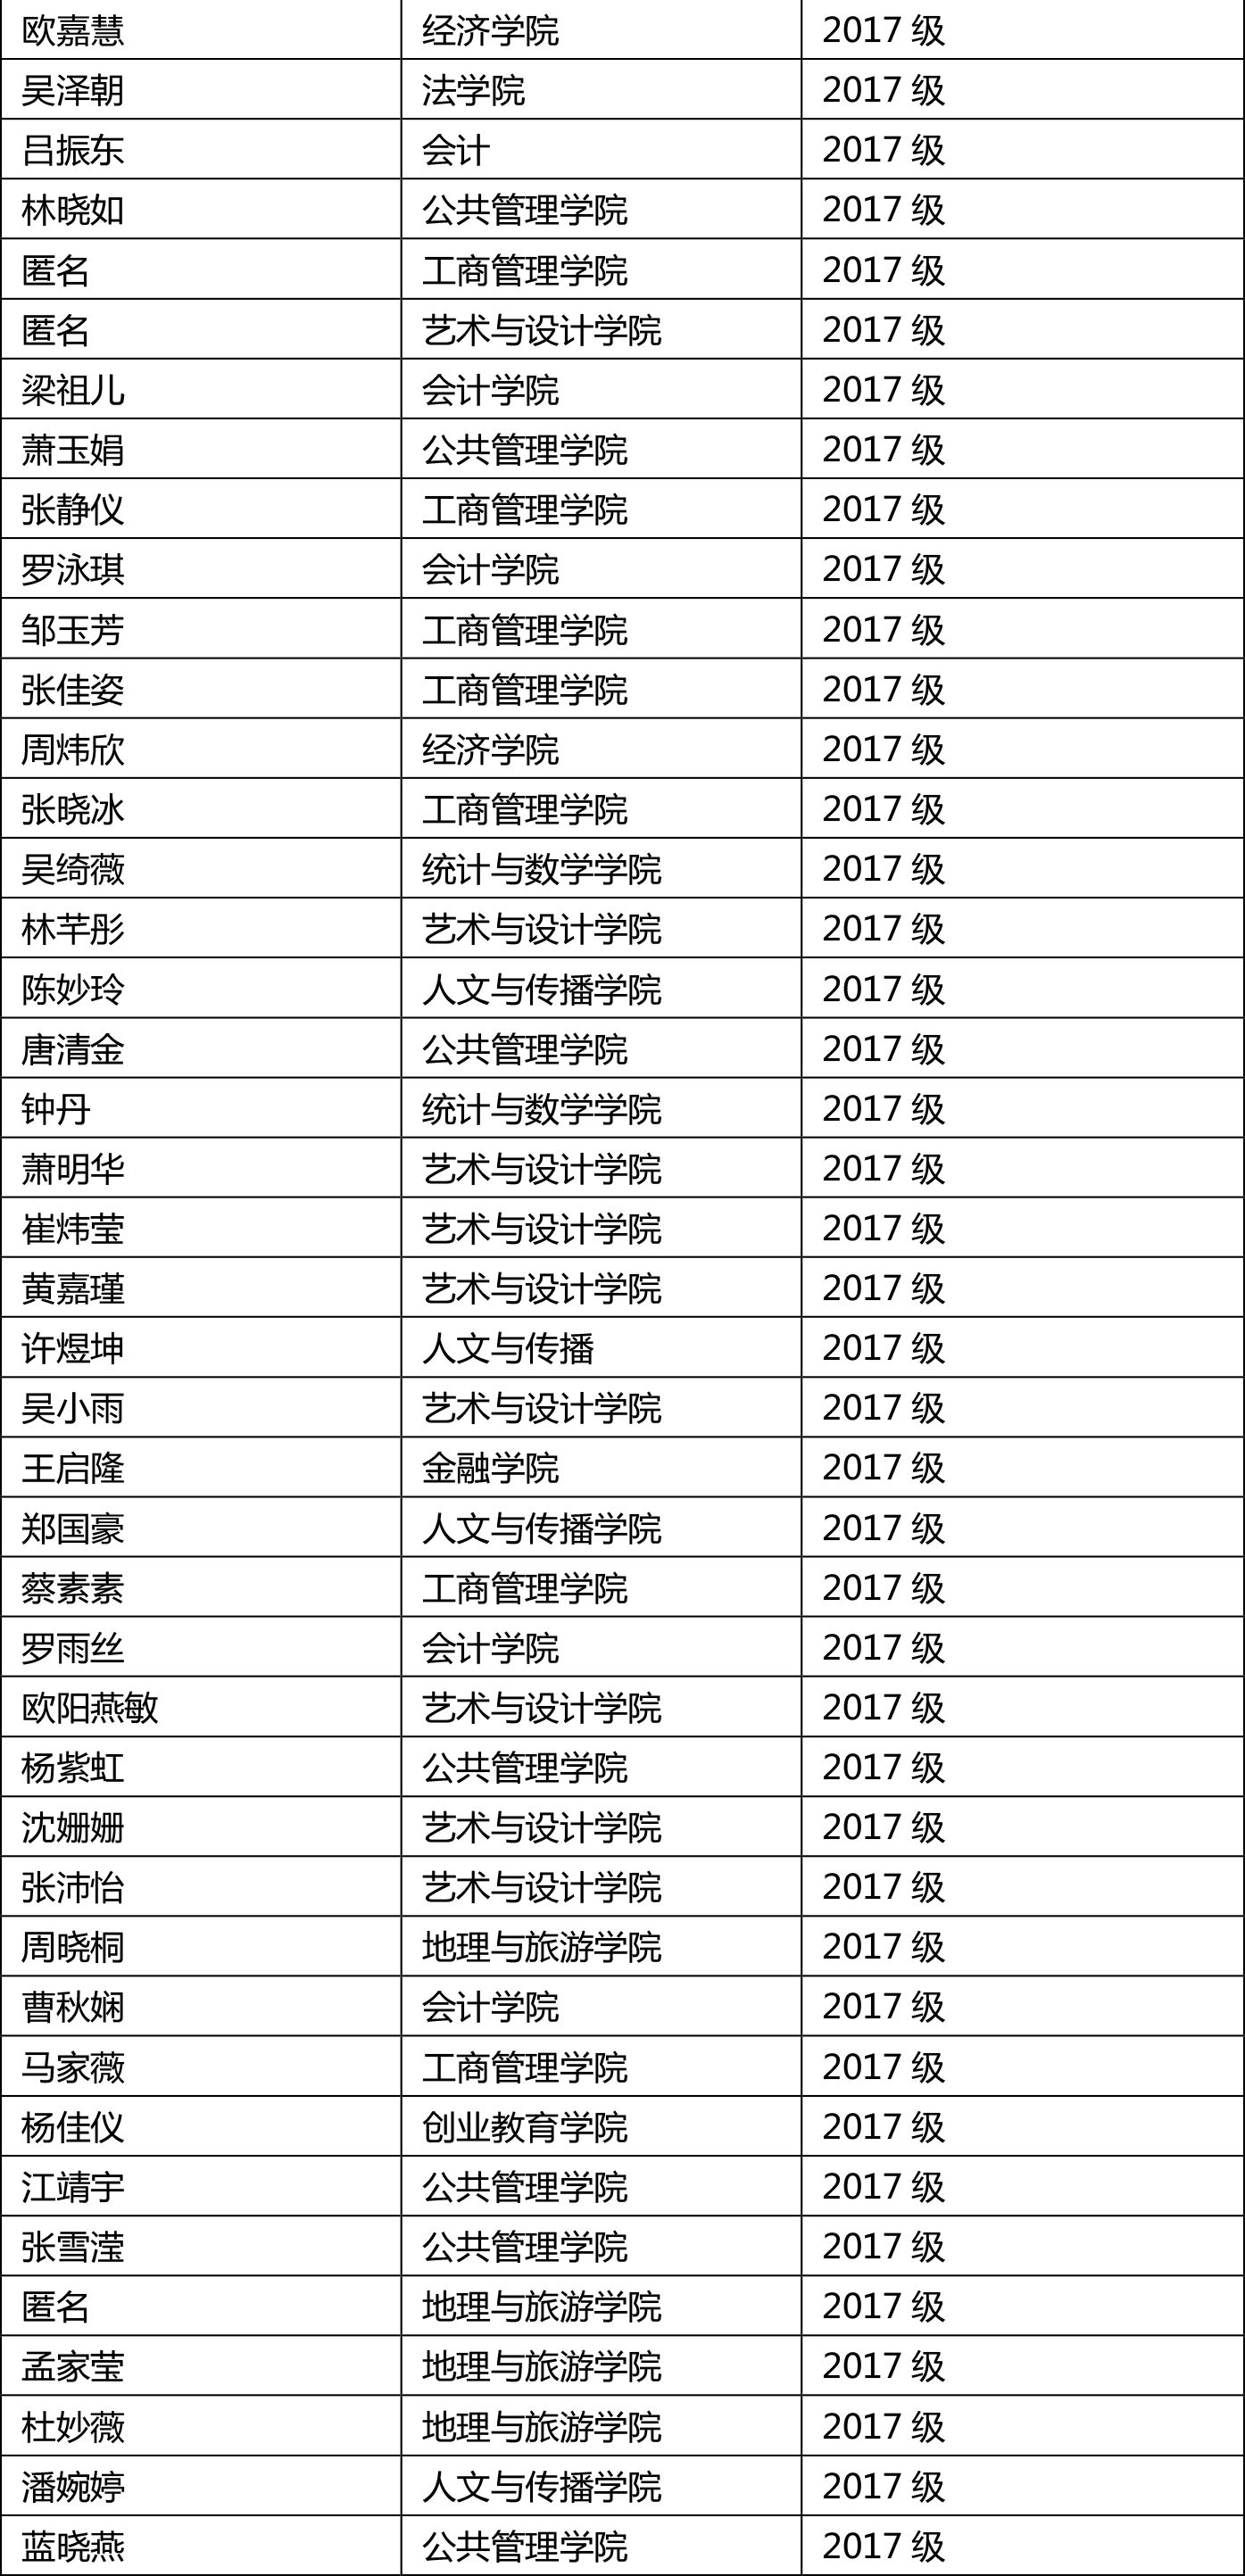 欧嘉慧 经济学院 2017 级
吴泽朝 法学院 2017 级
吕振东 会计 2017 级
林晓如 公共管理学院 2017 级
匿名 工商管理学院 2017 级
匿名 艺术与设计学院 2017 级
梁祖儿 会计学院 2017 级
萧玉娟 公共管理学院 2017 级
张静仪 工商管理学院 2017 级
罗泳琪 会计学院 2017 级
邹玉芳 工商管理学院 2017 级
张佳姿 工商管理学院 2017 级
周炜欣 经济学院 2017 级
张晓冰 工商管理学院 2017 级
吴绮薇 统计与数学学院 2017 级
林芊彤 艺术与设计学院 2017 级
陈妙玲 人文与传播学院 2017 级
唐清金 公共管理学院 2017 级
钟丹 统计与数学学院 2017 级
萧明华 艺术与设计学院 2017 级
崔炜莹 艺术与设计学院 2017 级
黄嘉瑾 艺术与设计学院 2017 级
许煜坤 人文与传播 2017 级
吴小雨 艺术与设计学院 2017 级
王启隆 金融学院 2017 级
郑国豪 人文与传播学院 2017 级
蔡素素 工商管理学院 2017 级
罗雨丝 会计学院 2017 级
欧阳燕敏 艺术与设计学院 2017 级
杨紫虹 公共管理学院 2017 级
沈姗姗 艺术与设计学院 2017 级
张沛怡 艺术与设计学院 2017 级
周晓桐 地理与旅游学院 2017 级
曹秋娴 会计学院 2017 级
马家薇 工商管理学院 2017 级
杨佳仪 创业教育学院 2017 级
江靖宇 公共管理学院 2017 级
张雪滢 公共管理学院 2017 级
匿名 地理与旅游学院 2017 级
孟家莹 地理与旅游学院 2017 级
杜妙薇 地理与旅游学院 2017 级
潘婉婷 人文与传播学院 2017 级
蓝晓燕 公共管理学院 2017 级